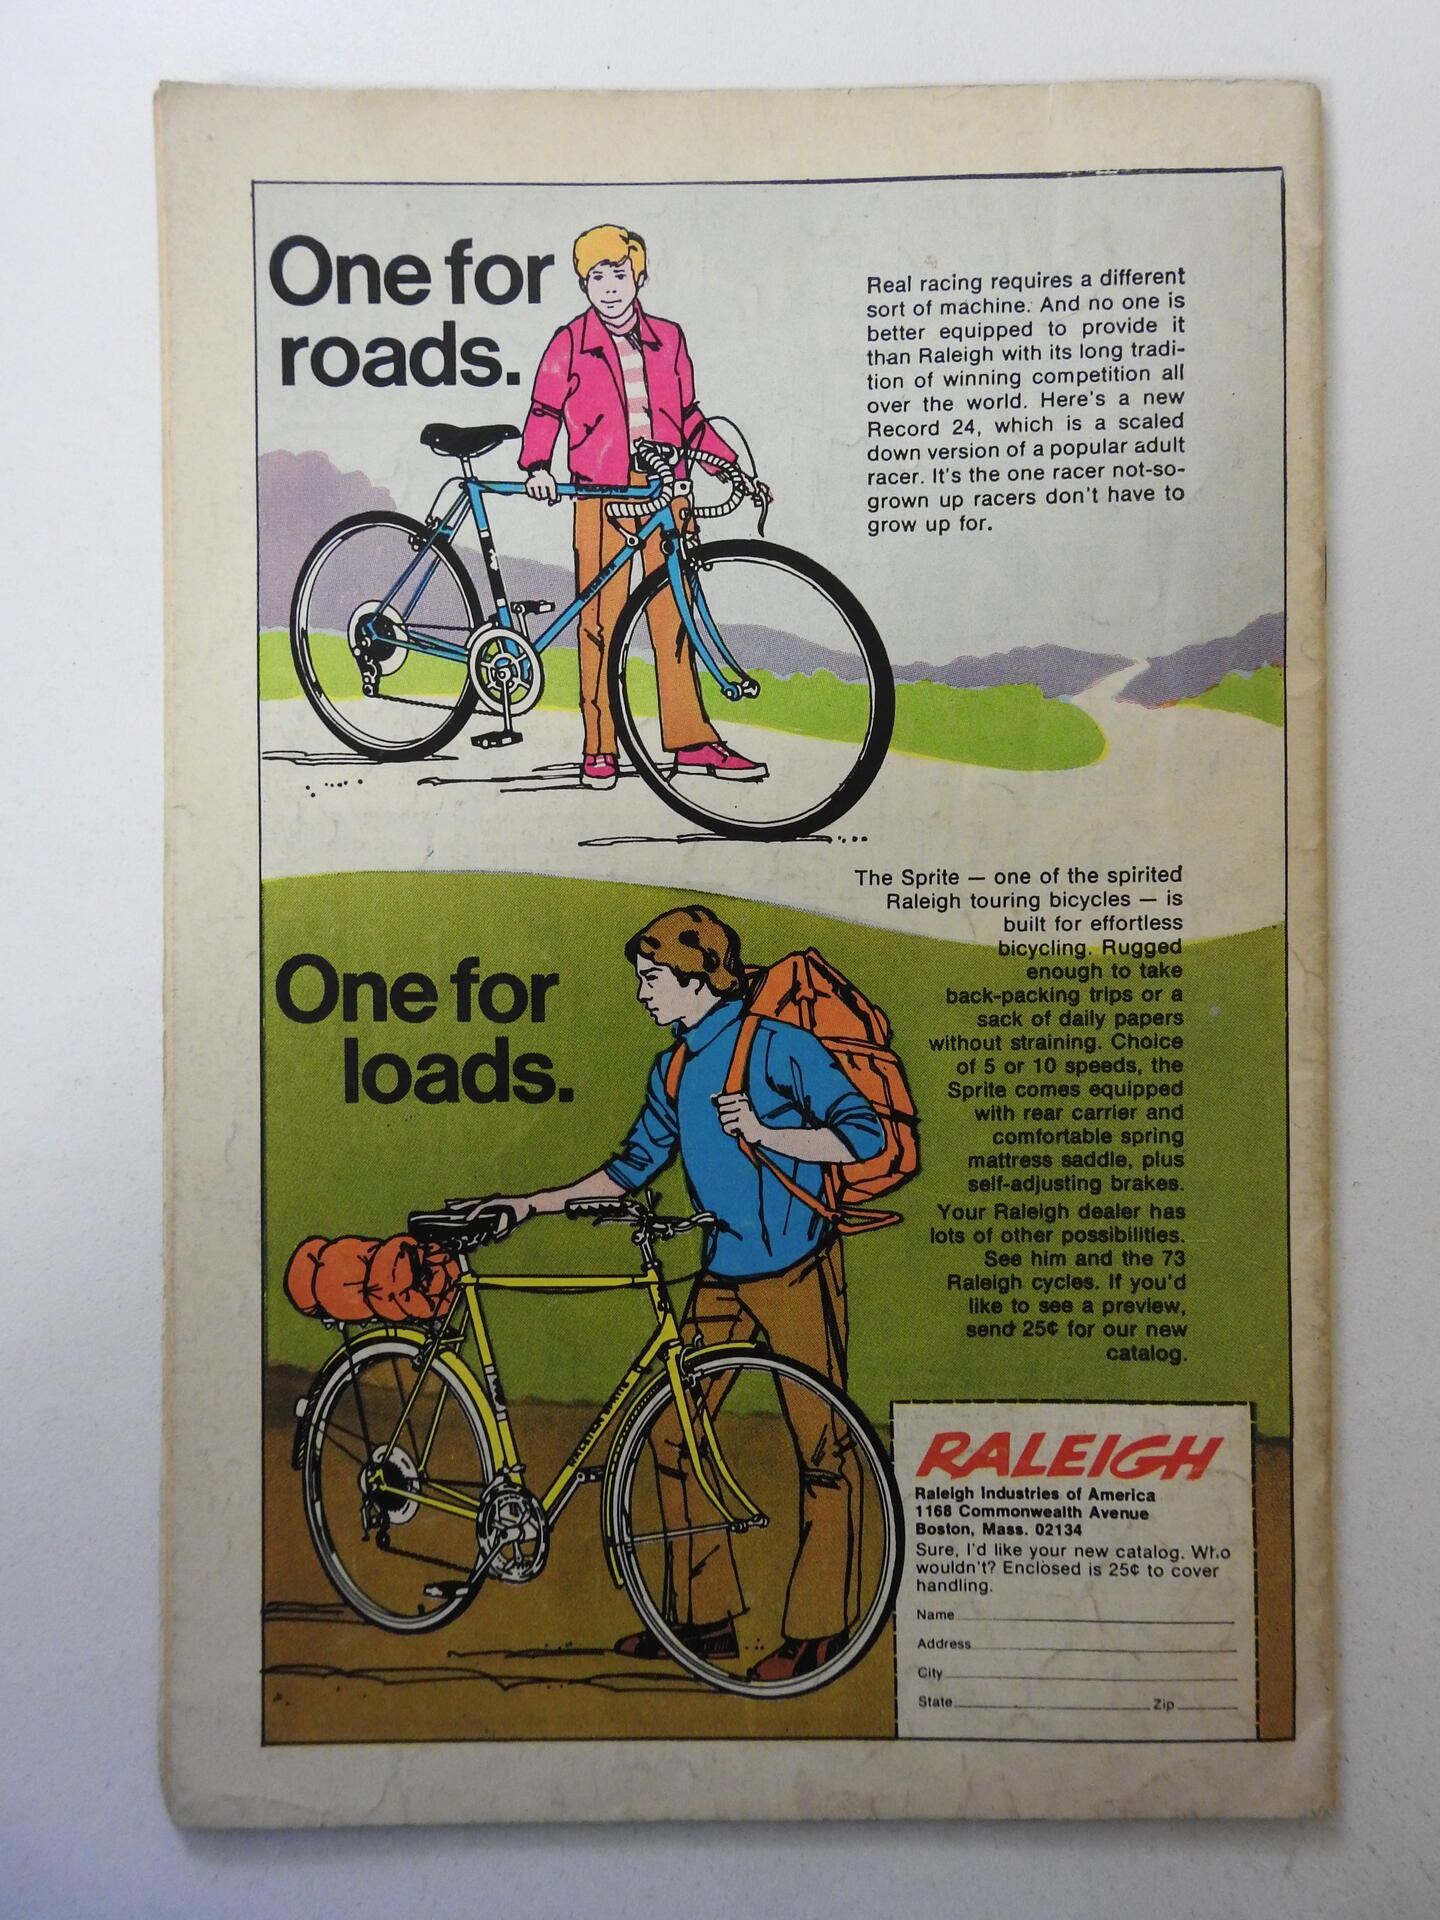 One for
roads.
Real racing requires a different
sort of machine. And no one is
better equipped to provide it
than Raleigh with its long tradi-
tion of winning competition all
over the world. Here's a new
Record 24, which is a scaled
down version of a popular adult
racer. It's the one racer not-so-
grown up racers don't have to
grow up for.
RALEIGH
The Sprite — one of the spirited
Raleigh touring bicycles — is
built for effortless
bicycling. Rugged
enough to take
back-packing trips or a
sack of daily papers
without straining. Choice
of 5 or 10 speeds, the
Sprite comes equipped
with rear carrier and
comfortable spring
mattress saddle, plus
self-adjusting brakes.
Your Raleigh dealer has
lots of other possibilities.
See him and the 73
Raleigh cycles. If you'd
like to see a preview,
send 25¢ for our new
catalog.
One for
loads.
RALEIGH SPRITE
RALEIGH
Raleigh Industries of America
1168 Commonwealth Avenue
Boston, Mass. 02134
Sure, I'd like your new catalog. Who
wouldn't? Enclosed is 25¢ to cover
handling.
Name
Address
City
State Zip